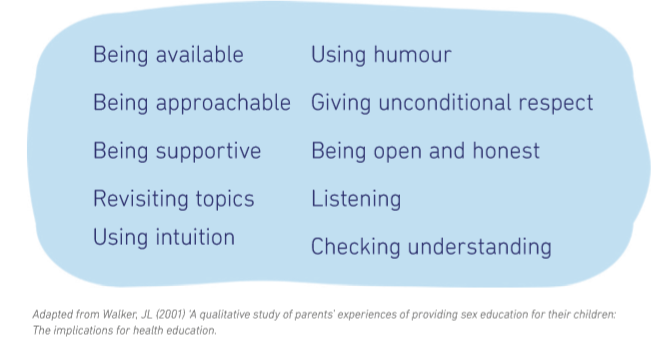 Being available
Being approachable
Being supportive
Revisiting topics
Using intuition
Using humour
Giving unconditional respect
Being open and honest
Listening
Checking understanding
Adapted from Walker, JL (2001) 'A qualitative study of parents' experiences of providing sex education for their children:
The implications for health education.